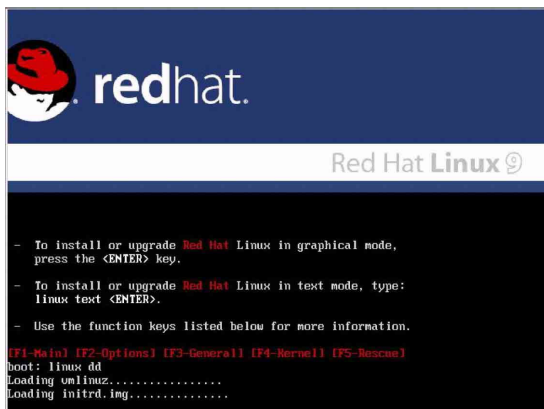 redhat.
Red Hat Linux 9
- To install or upgrade Red Hat Linux in graphical mode,
press the <ENTER> key.
- To install or upgrade Red Hat Linux in text mode, type:
linux text <ENTER>.
- Use the function keys listed below for more information.
[F1-Main] [F2-Options] [F3-General] [F4-Kernel] [F5-Rescue]
boot: linux dd
Loading vmlinuz.................
Loading initrd.img...............